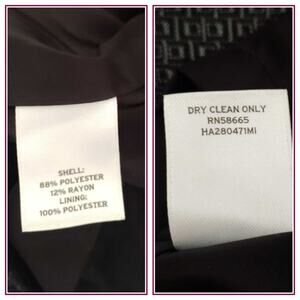 SHELL:
88% POLYESTER
12% RAYON
LINING:
100% POLYESTER
DRY CLEAN ONLY
RN58665
HA280471MI